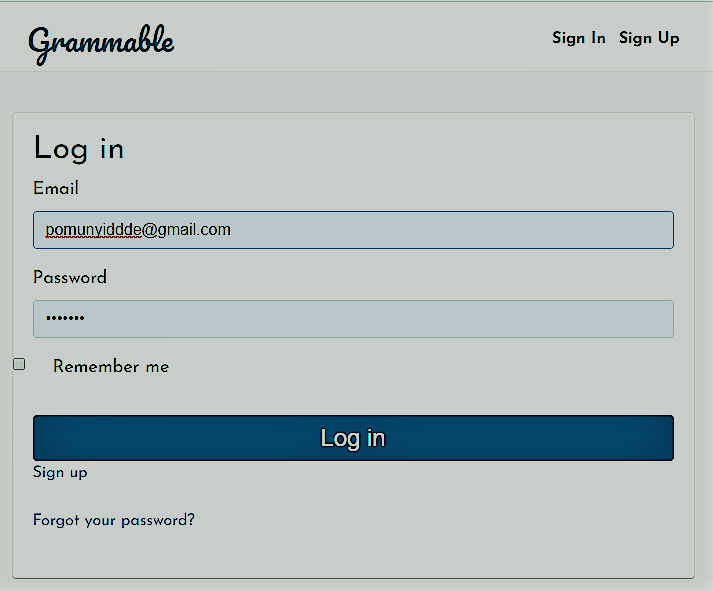 Grammable
Sign In Sign Up
Log in
Email
pomunyiddde@gmail.com
Password
•••••••
Remember me
Log in
Sign up
Forgot your password?